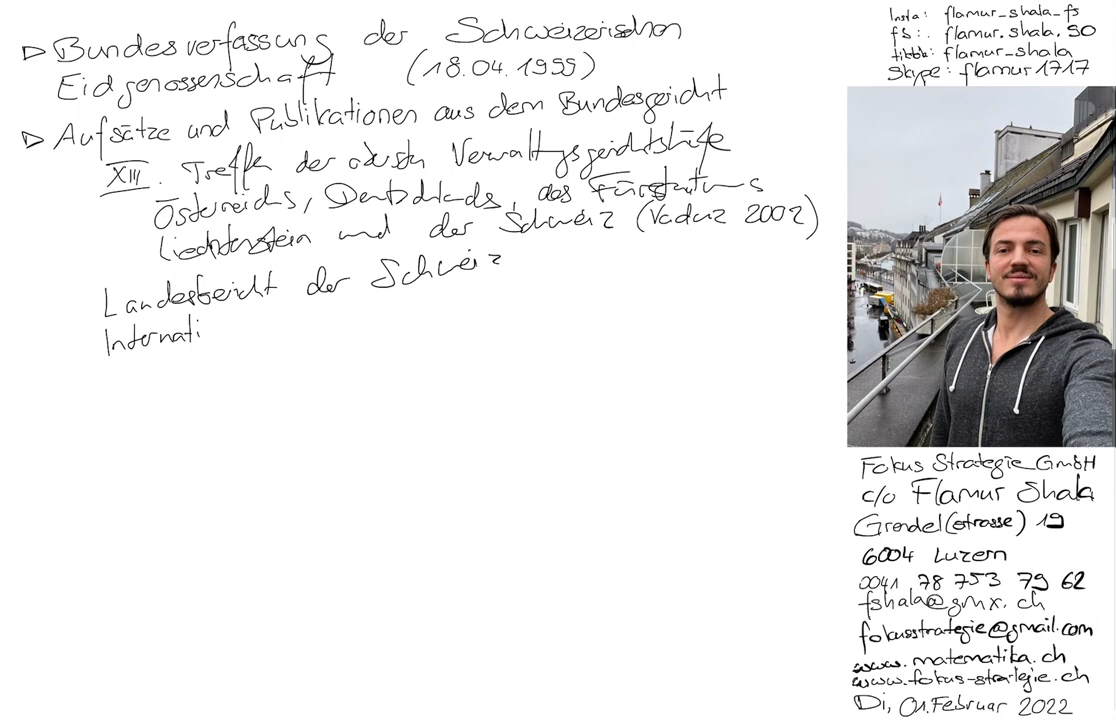 ▷ Bundesverfassung der Schweizerischen
Eidgenossenschaft (18.04.1999)
▷ Aufsätze und Publikationen aus dem Bundesgericht
XIII. Treffen der obersten Verwaltungsgerichtshöfe
Österreichs, Deutschlands, des Fürstentums
Liechtenstein und der Schweiz (Vaduz 2002)
Landesbericht der Schweiz
Internati
Insta: flamur_shala_fs
fs:. flamur.shala.90
tiktok: flamur_shala
Skype: flamur1717
Fokus Strategie GmbH
c/o Flamur Shala
Grendel(strasse) 19
6004 Luzern
0041 78 753 79 62
fshala@gmx.ch
fokusstrategie@gmail.com
www.matematika.ch
www.fokus-strategie.ch
Di, 01.Februar 2022